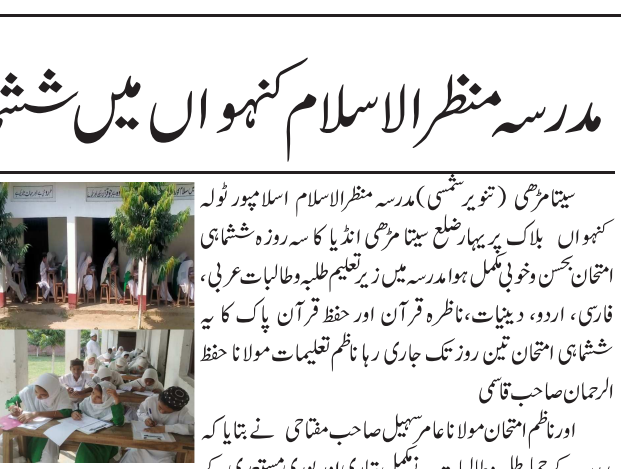 مدرسہ منظر الاسلام کنہواں میں
سیتامڑھی (تنویر شمسی) مدرسہ منظر الاسلام اسلامپور ٹولہ
کنہواں بلاک پریہار ضلع سیتا مڑھی انڈیا کا سہ روزہ ششماہی
امتحان بحسن وخوبی مکمل ہوا مدرسہ میں زیر تعلیم طلبہ وطالبات عربی،
فارسی، اردو، دینیات، ناظرہ قرآن اور حفظ قرآن پاک کا یہ
ششماہی امتحان تین روز تک جاری رہا ناظم تعلیمات مولانا حفظ
الرحمان صاحب قاسمی
اور ناظم امتحان مولانا عامر سہیل صاحب مفتاحی نے بتایا کہ